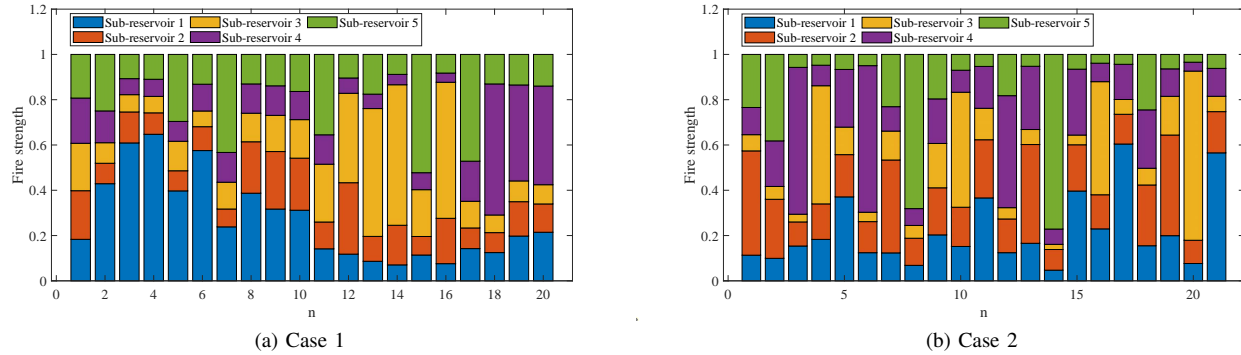 Sub-reservoir 1 Sub-reservoir 3 Sub-reservoir 5
Sub-reservoir 2 Sub-reservoir 4
1.2
1
0.8
0.6
0.4
0.2
0
Fire strength
0 2 4 6 8 10 12 14 16 18 20
n
(a) Case 1
Sub-reservoir 1 Sub-reservoir 3 Sub-reservoir 5
Sub-reservoir 2 Sub-reservoir 4
1.2
1
0.8
0.6
0.4
0.2
0
Fire strength
0 5 10 15 20
n
(b) Case 2